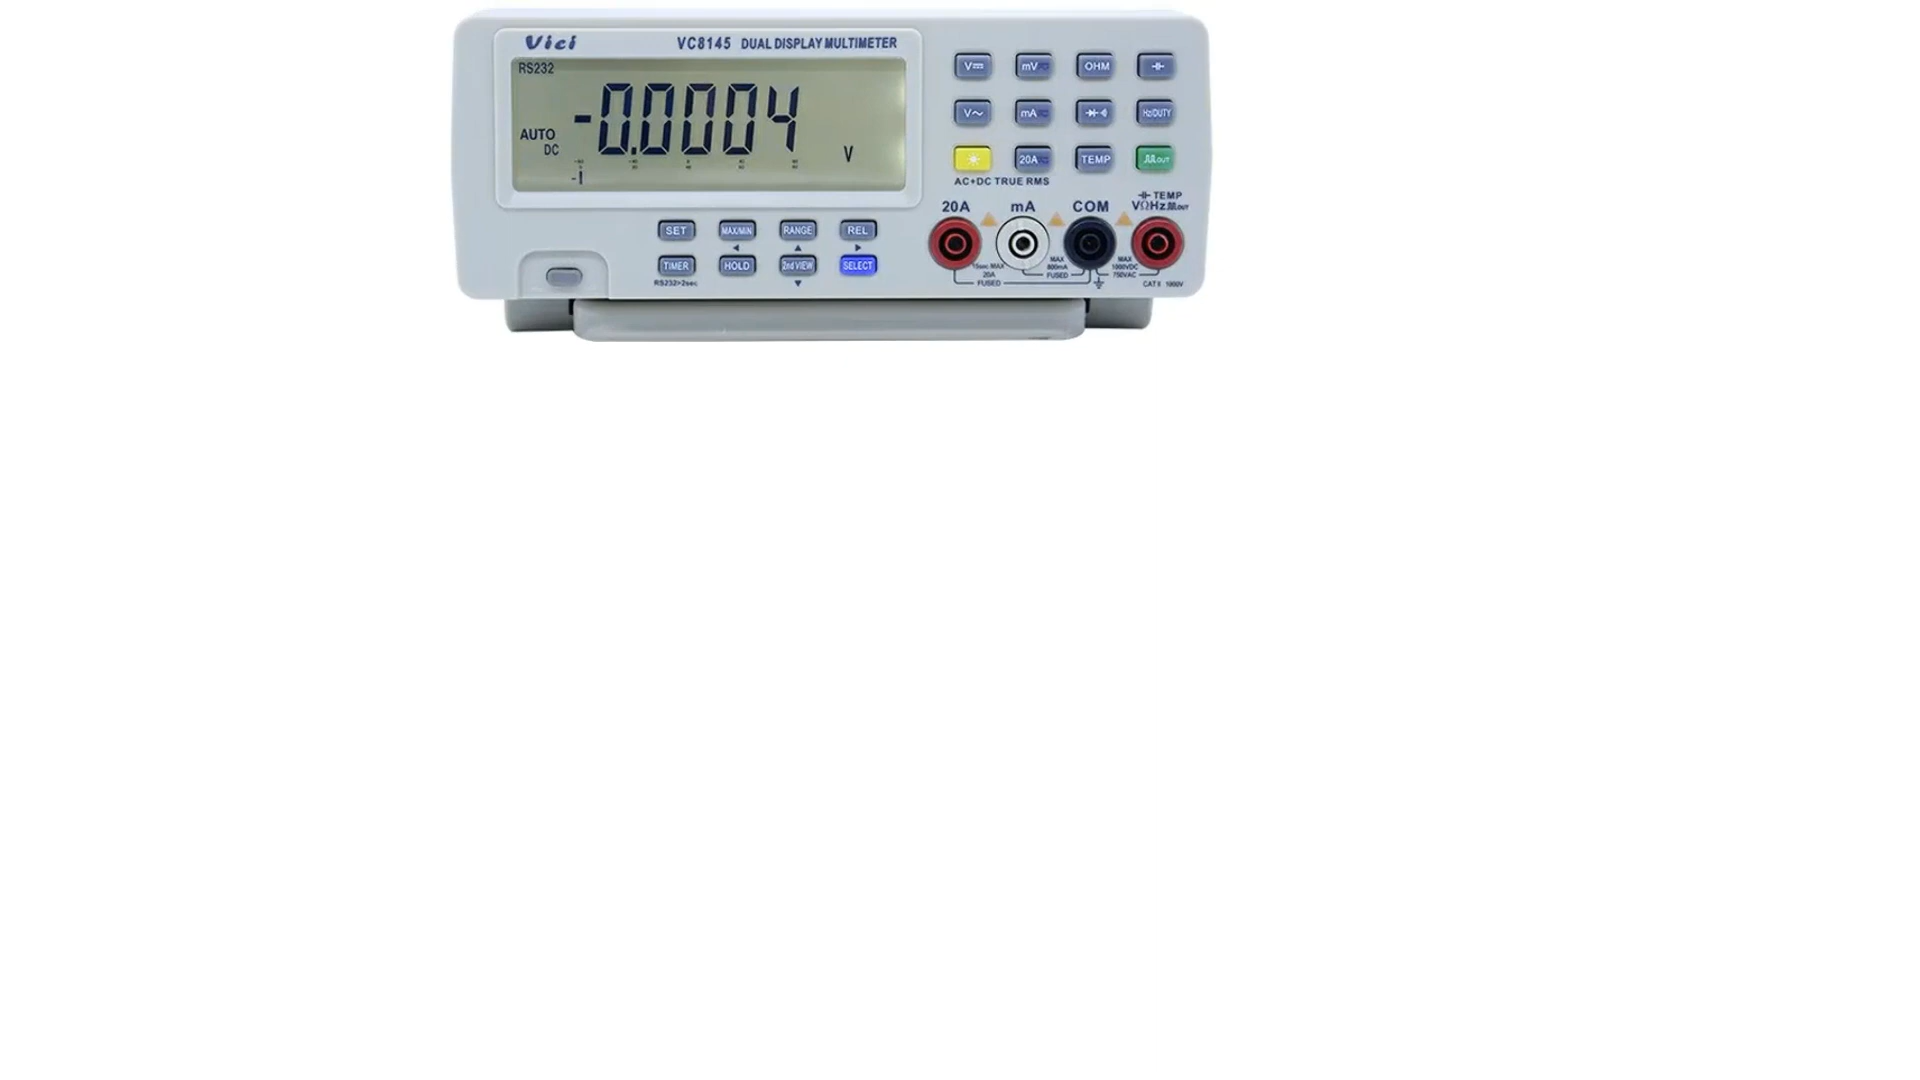 Vici VC8145 DUAL DISPLAY MULTIMETER
RS232
-0.0004
AUTO
DC
V
V mV OHM
V~ mA Hz/DUTY
20A TEMP OUT
AC+DC TRUE RMS
TEMP
20A mA COM VΩHz OUT
SET MAX/MIN RANGE REL
TIMER HOLD 2nd VIEW SELECT
RS232>2sec
15sec MAX
20A
FUSED
MAX
800mA
FUSED
MAX
1000VDC
750VAC
CAT II 1000V